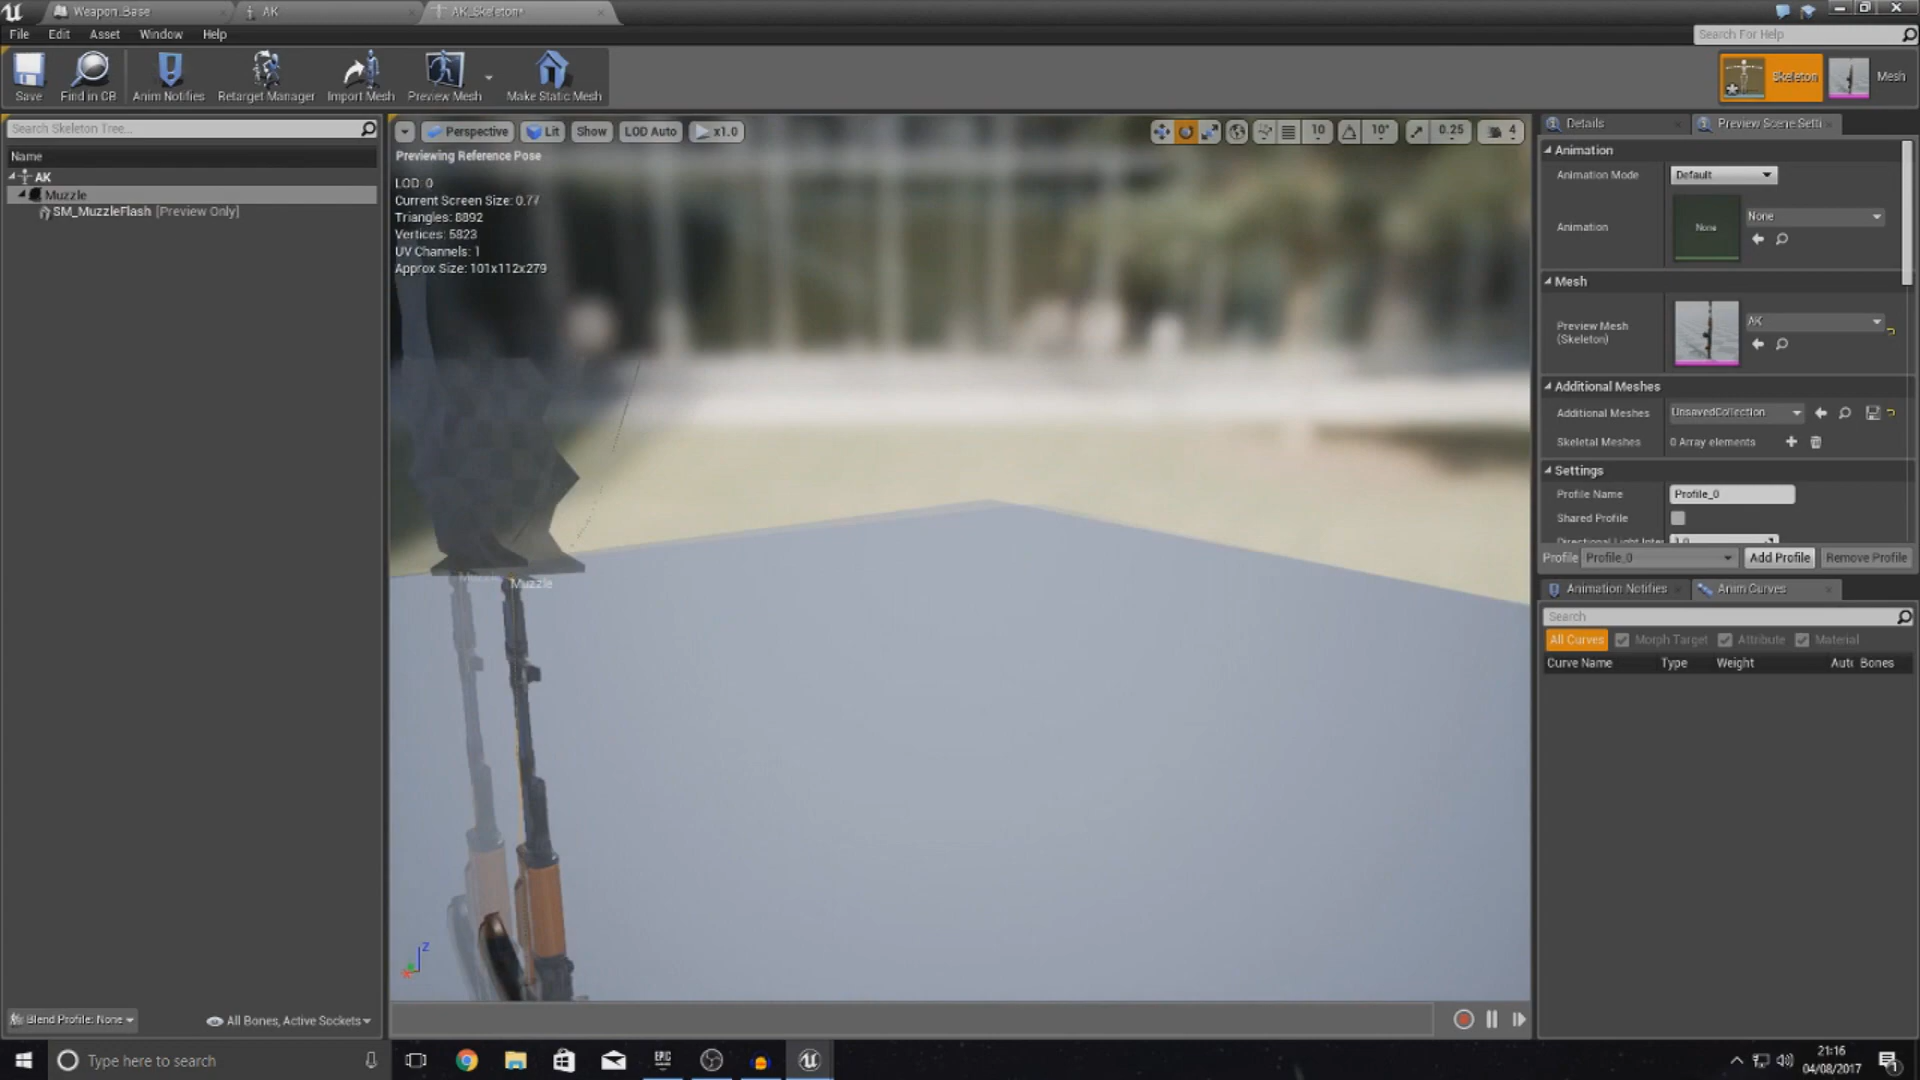 Weapon_Base
AK
AK_Skeleton*
File
Edit
Asset
Window
Help
Search For Help
Save
Find in CB
Anim Notifies
Retarget Manager
Import Mesh
Preview Mesh
Make Static Mesh
Skeleton
Mesh
Search Skeleton Tree...
Name
AK
Muzzle
SM_MuzzleFlash [Preview Only]
Blend Profile: None
All Bones, Active Sockets
Perspective
Lit
Show
LOD Auto
x1.0
10
10°
0.25
4
Previewing Reference Pose
LOD: 0
Current Screen Size: 0.77
Triangles: 8892
Vertices: 5823
UV Channels: 1
Approx Size: 101x112x279
Muzzle
Z
Details
Preview Scene Setti
Animation
Animation Mode
Default
Animation
None
None
Mesh
Preview Mesh
(Skeleton)
AK
Additional Meshes
Additional Meshes
UnsavedCollection
Skeletal Meshes
0 Array elements
Settings
Profile Name
Profile_0
Shared Profile
Directional Light Inter
Profile
Profile_0
Add Profile
Remove Profile
Animation Notifies
Anim Curves
Search
All Curves
Morph Target
Attribute
Material
Curve Name
Type
Weight
Auto
Bones
Type here to search
EPIC
21:16
04/08/2017
1